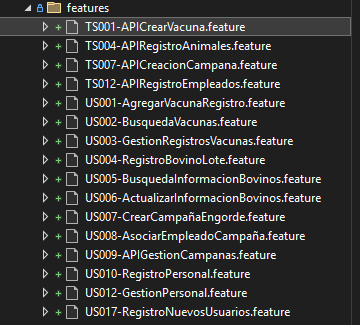 features
TS001-APICrearVacuna.feature
TS004-APIRegistroAnimales.feature
TS007-APICreacionCampana.feature
TS012-APIRegistroEmpleados.feature
US001-AgregarVacunaRegistro.feature
US002-BusquedaVacunas.feature
US003-GestionRegistrosVacunas.feature
US004-RegistroBovinoLote.feature
US005-BusquedaInformacionBovinos.feature
US006-ActualizarInformacionBovinos.feature
US007-CrearCampañaEngorde.feature
US008-AsociarEmpleadoCampaña.feature
US009-APIGestionCampanas.feature
US010-RegistroPersonal.feature
US012-GestionPersonal.feature
US017-RegistroNuevosUsuarios.feature